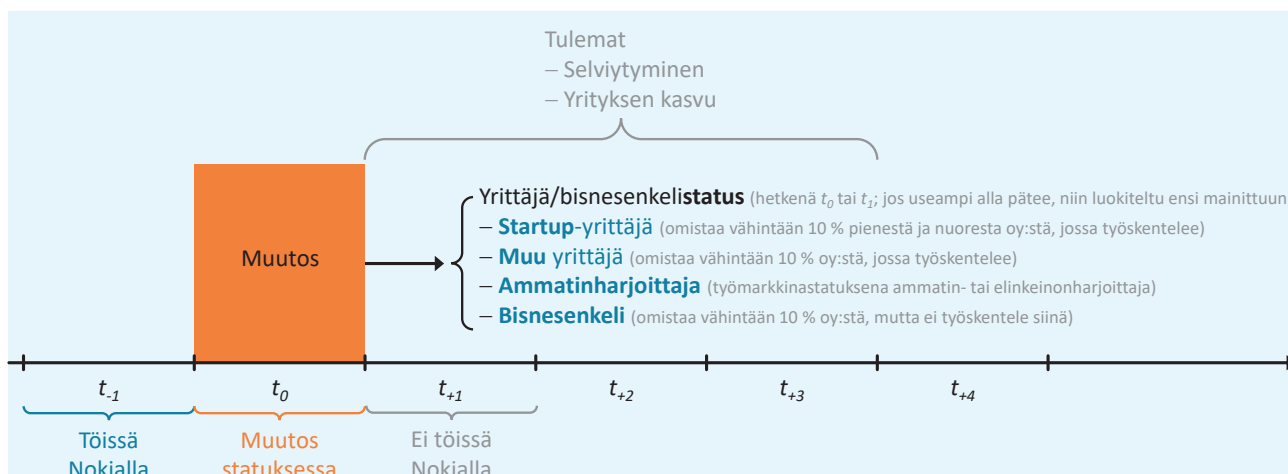 Tulemat
– Selviytyminen
– Yrityksen kasvu
Yrittäjä/bisnesenkelistatus (hetkenä t₀ tai t₁; jos useampi alla pätee, niin luokiteltu ensi mainittuun
– Startup-yrittäjä (omistaa vähintään 10 % pienestä ja nuoresta oy:stä, jossa työskentelee)
Muutos
– Muu yrittäjä (omistaa vähintään 10 % oy:stä, jossa työskentelee)
– Ammatinharjoittaja (työmarkkinastatuksena ammatin- tai elinkeinonharjoittaja)
– Bisnesenkeli (omistaa vähintään 10 % oy:stä, mutta ei työskentele siinä)
t₋₁ t₀ t₊₁ t₊₂ t₊₃ t₊₄
Töissä Muutos Ei töissä
Nokialla statuksessa Nokialla